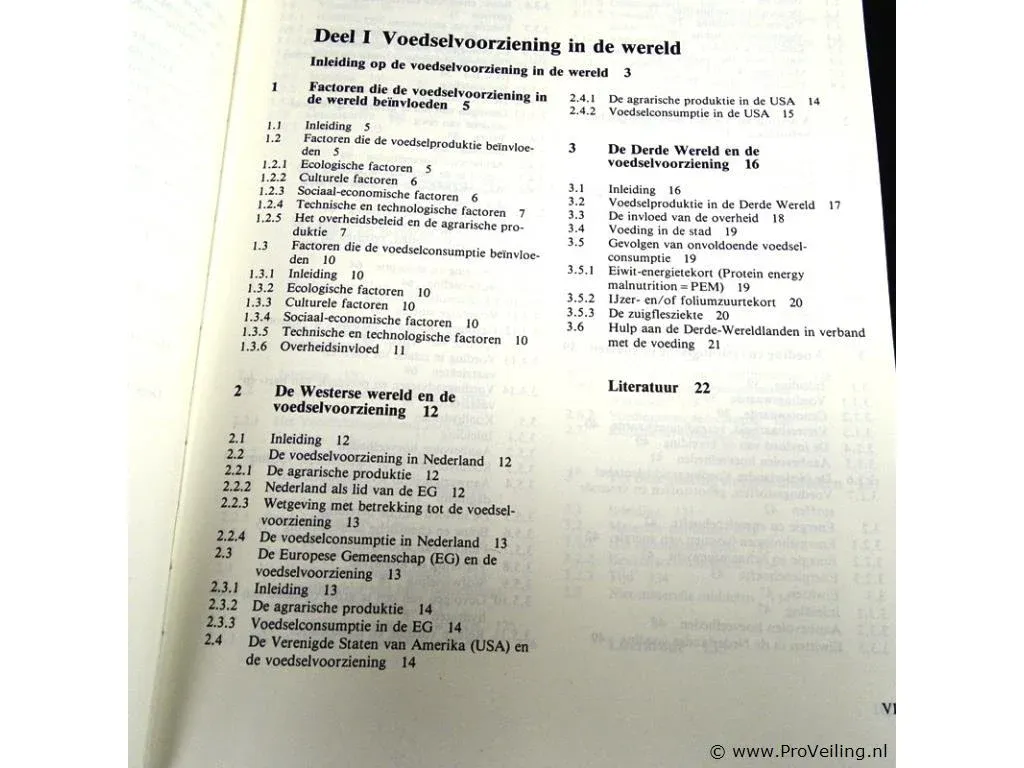 Deel I Voedselvoorziening in de wereld
Inleiding op de voedselvoorziening in de wereld 3
1 Factoren die de voedselvoorziening in
de wereld beïnvloeden 5
1.1 Inleiding 5
1.2 Factoren die de voedselproduktie beïnvloe-
den 5
1.2.1 Ecologische factoren 5
1.2.2 Culturele factoren 6
1.2.3 Sociaal-economische factoren 6
1.2.4 Technische en technologische factoren 7
1.2.5 Het overheidsbeleid en de agrarische pro-
duktie 7
1.3 Factoren die de voedselconsumptie beïnvloe-
den 10
1.3.1 Inleiding 10
1.3.2 Ecologische factoren 10
1.3.3 Culturele factoren 10
1.3.4 Sociaal-economische factoren 10
1.3.5 Technische en technologische factoren 10
1.3.6 Overheidsinvloed 11
2 De Westerse wereld en de
voedselvoorziening 12
2.1 Inleiding 12
2.2 De voedselvoorziening in Nederland 12
2.2.1 De agrarische produktie 12
2.2.2 Nederland als lid van de EG 12
2.2.3 Wetgeving met betrekking tot de voedsel-
voorziening 13
2.2.4 De voedselconsumptie in Nederland 13
2.3 De Europese Gemeenschap (EG) en de
voedselvoorziening 13
2.3.1 Inleiding 13
2.3.2 De agrarische produktie 14
2.3.3 Voedselconsumptie in de EG 14
2.4 De Verenigde Staten van Amerika (USA) en
de voedselvoorziening 14
2.4.1 De agrarische produktie in de USA 14
2.4.2 Voedselconsumptie in de USA 15
3 De Derde Wereld en de
voedselvoorziening 16
3.1 Inleiding 16
3.2 Voedselproduktie in de Derde Wereld 17
3.3 De invloed van de overheid 18
3.4 Voeding in de stad 19
3.5 Gevolgen van onvoldoende voedsel-
consumptie 19
3.5.1 Eiwit-energietekort (Protein energy
malnutrition = PEM) 19
3.5.2 IJzer- en/of foliumzuurtekort 20
3.5.3 De zuigflesziekte 20
3.6 Hulp aan de Derde-Wereldlanden in verband
met de voeding 21
Literatuur 22
© www.ProVeiling.nl